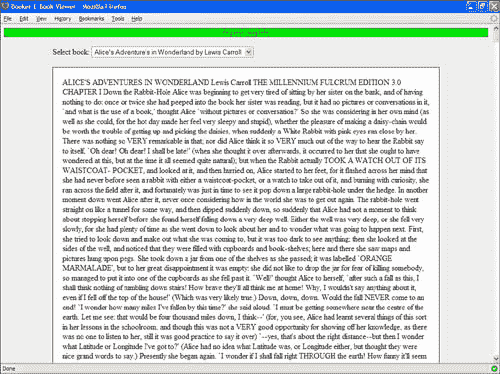 Docket E Book Viewer - Mozilla Firefox
File Edit View History Bookmarks Tools Help
Select book: Alice's Adventure's in Wonderland by Lewis Carroll
ALICE'S ADVENTURES IN WONDERLAND Lewis Carroll THE MILLENNIUM FULCRUM EDITION 3.0
CHAPTER I Down the Rabbit-Hole Alice was beginning to get very tired of sitting by her sister on the bank, and of having
nothing to do: once or twice she had peeped into the book her sister was reading, but it had no pictures or conversations in it,
`and what is the use of a book,' thought Alice `without pictures or conversation?' So she was considering in her own mind (as
well as she could, for the hot day made her feel very sleepy and stupid), whether the pleasure of making a daisy-chain would
be worth the trouble of getting up and picking the daisies, when suddenly a White Rabbit with pink eyes ran close by her.
There was nothing so VERY remarkable in that; nor did Alice think it so VERY much out of the way to hear the Rabbit say
to itself, `Oh dear! Oh dear! I shall be late!' (when she thought it over afterwards, it occurred to her that she ought to have
wondered at this, but at the time it all seemed quite natural); but when the Rabbit actually TOOK A WATCH OUT OF ITS
WAISTCOAT- POCKET, and looked at it, and then hurried on, Alice started to her feet, for it flashed across her mind that
she had never before seen a rabbit with either a waistcoat-pocket, or a watch to take out of it, and burning with curiosity, she
ran across the field after it, and fortunately was just in time to see it pop down a large rabbit-hole under the hedge. In another
moment down went Alice after it, never once considering how in the world she was to get out again. The rabbit-hole went
straight on like a tunnel for some way, and then dipped suddenly down, so suddenly that Alice had not a moment to think
about stopping herself before she found herself falling down a very deep well. Either the well was very deep, or she fell very
slowly, for she had plenty of time as she went down to look about her and to wonder what was going to happen next. First,
she tried to look down and make out what she was coming to, but it was too dark to see anything; then she looked at the
sides of the well, and noticed that they were filled with cupboards and book-shelves; here and there she saw maps and
pictures hung upon pegs. She took down a jar from one of the shelves as she passed; it was labelled `ORANGE
MARMALADE', but to her great disappointment it was empty: she did not like to drop the jar for fear of killing somebody,
so managed to put it into one of the cupboards as she fell past it. `Well!' thought Alice to herself, `after such a fall as this, I
shall think nothing of tumbling down stairs! How brave they'll all think me at home! Why, I wouldn't say anything about it,
even if I fell off the top of the house!' (Which was very likely true.) Down, down, down. Would the fall NEVER come to an
end! `I wonder how many miles I've fallen by this time?' she said aloud. `I must be getting somewhere near the centre of the
earth. Let me see: that would be four thousand miles down, I think--' (for, you see, Alice had learnt several things of this sort
in her lessons in the schoolroom, and though this was not a VERY good opportunity for showing off her knowledge, as there
was no one to listen to her, still it was good practice to say it over) `--yes, that's about the right distance--but then I wonder
what Latitude or Longitude I've got to?' (Alice had no idea what Latitude was, or Longitude either, but thought they were
nice grand words to say.) Presently she began again. `I wonder if I shall fall right THROUGH the earth! How funny it'll seem
Done